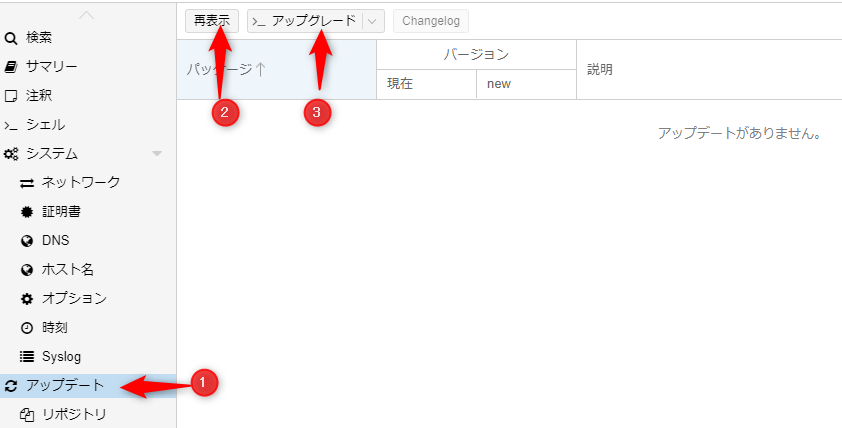 再表示 >_ アップグレード Changelog
検索
サマリー
注釈
>_ シェル
システム
ネットワーク
証明書
DNS
ホスト名
オプション
時刻
Syslog
アップデート
リポジトリ
パッケージ↑
バージョン
現在
new
説明
アップデートがありません。
2
3
1